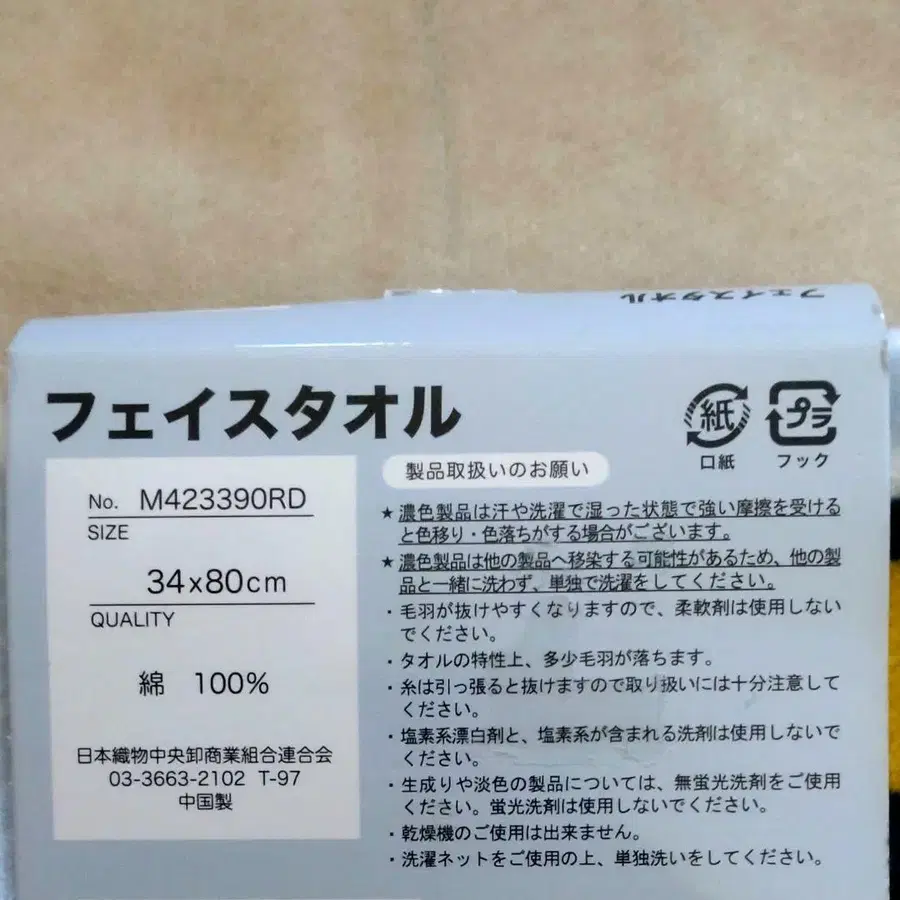 フェイスタオル
フェイスタオル
紙
プラ
口紙
フック
No. M423390RD
SIZE
34x80cm
QUALITY
綿 100%
日本織物中央卸商業組合連合会
03-3663-2102 T-97
中国製
製品取扱いのお願い
★濃色製品は汗や洗濯で湿った状態で強い摩擦を受ける
と色移り・色落ちがする場合がございます。
★濃色製品は他の製品へ移染する可能性があるため、他の製
品と一緒に洗わず、単独で洗濯をしてください。
・毛羽が抜けやすくなりますので、柔軟剤は使用しない
でください。
・タオルの特性上、多少毛羽が落ちます。
・糸は引っ張ると抜けますので取り扱いには十分注意して
ください。
・塩素系漂白剤と、塩素系が含まれる洗剤は使用しないで
ください。
・生成りや淡色の製品については、無蛍光洗剤をご使用
ください。蛍光洗剤は使用しないでください。
・乾燥機のご使用は出来ません。
・洗濯ネットをご使用の上、単独洗いをしてください。